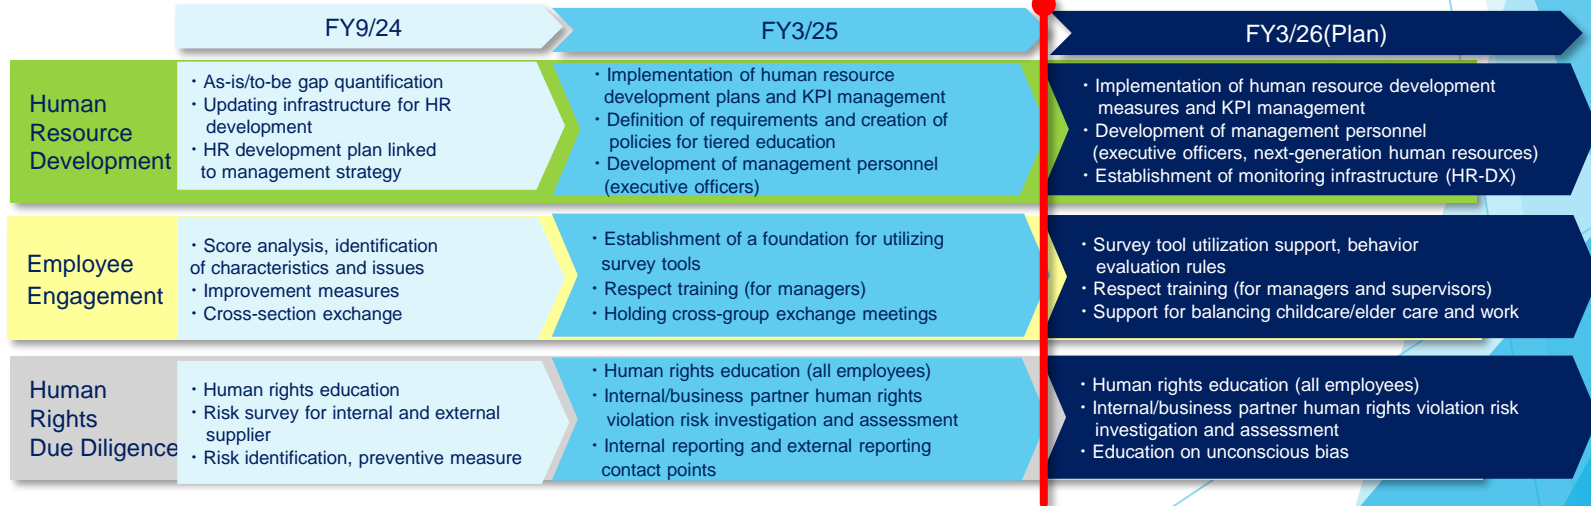 FY9/24
FY3/25
FY3/26(Plan)
Human
Resource
Development
・As-is/to-be gap quantification
・Updating infrastructure for HR
development
・HR development plan linked
to management strategy
・Implementation of human resource
development plans and KPI management
・Definition of requirements and creation of
policies for tiered education
・Development of management personnel
(executive officers)
・Implementation of human resource development
measures and KPI management
・Development of management personnel
(executive officers, next-generation human resources)
・Establishment of monitoring infrastructure (HR-DX)
Employee
Engagement
・Score analysis, identification
of characteristics and issues
・Improvement measures
・Cross-section exchange
・Establishment of a foundation for utilizing
survey tools
・Respect training (for managers)
・Holding cross-group exchange meetings
・Survey tool utilization support, behavior
evaluation rules
・Respect training (for managers and supervisors)
・Support for balancing childcare/elder care and work
Human
Rights
Due Diligence
・Human rights education
・Risk survey for internal and external
supplier
・Risk identification, preventive measure
・Human rights education (all employees)
・Internal/business partner human rights
violation risk investigation and assessment
・Internal reporting and external reporting
contact points
・Human rights education (all employees)
・Internal/business partner human rights violation risk
investigation and assessment
・Education on unconscious bias